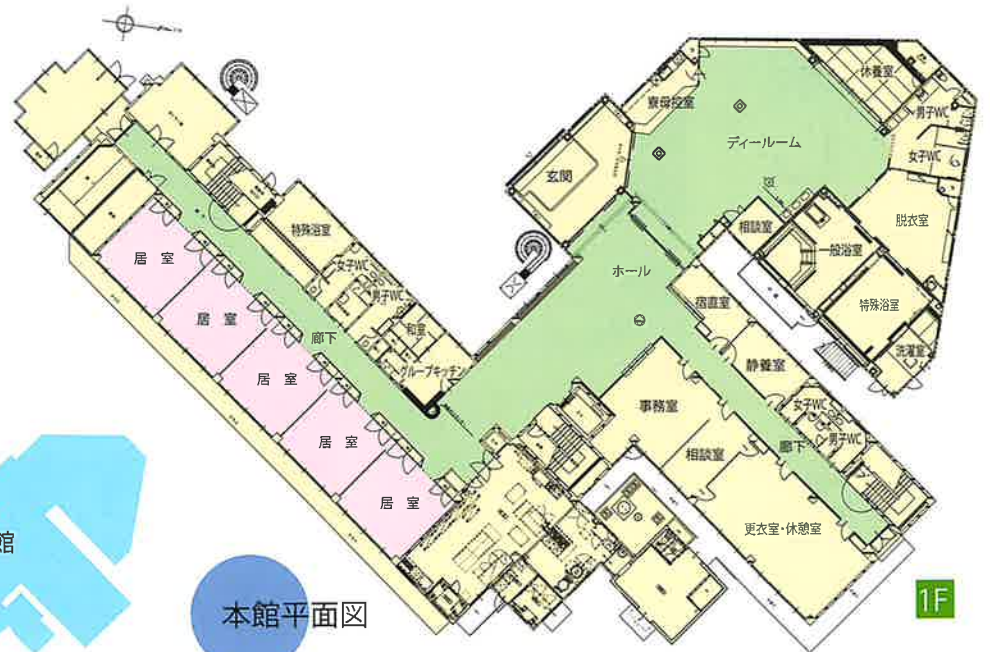 休養室
寮母控室
男子WC
ディールーム
女子WC
玄関
脱衣室
相談室
特殊浴室
一般浴室
居 室
ホール
女子WC
宿直室
特殊浴室
男子WC
居 室
廊下
和室
静養室
洗濯室
グループキッチン
居 室
事務室
女子WC
男子WC
居 室
相談室
廊下
居 室
更衣室・休憩室
館
本館平面図
1F